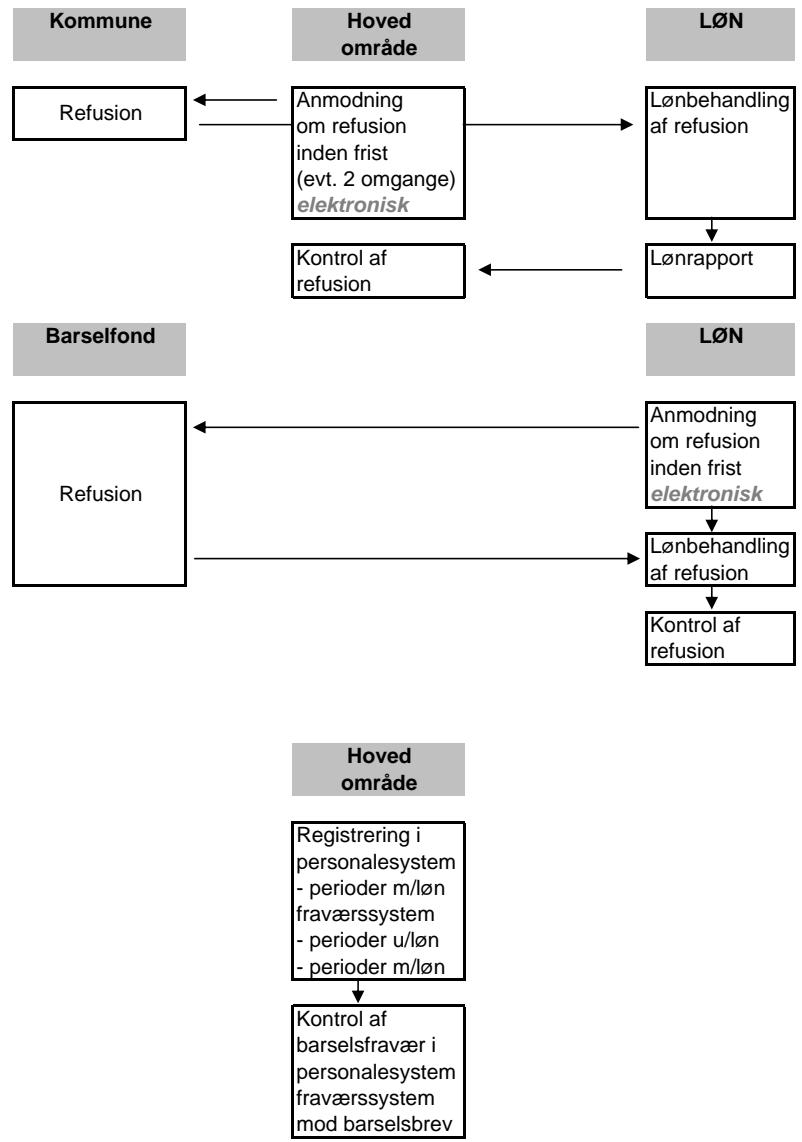 Kommune
Hoved
område
LØN
Refusion
Anmodning
om refusion
inden frist
(evt. 2 omgange)
elektronisk
Lønbehandling
af refusion
Kontrol af
refusion
Lønrapport
Barselfond
LØN
Refusion
Anmodning
om refusion
inden frist
elektronisk
Lønbehandling
af refusion
Kontrol af
refusion
Hoved
område
Registrering i
personalesystem
- perioder m/løn
fraværssystem
- perioder u/løn
- perioder m/løn
Kontrol af
barselsfravær i
personalesystem
fraværssystem
mod barselsbrev